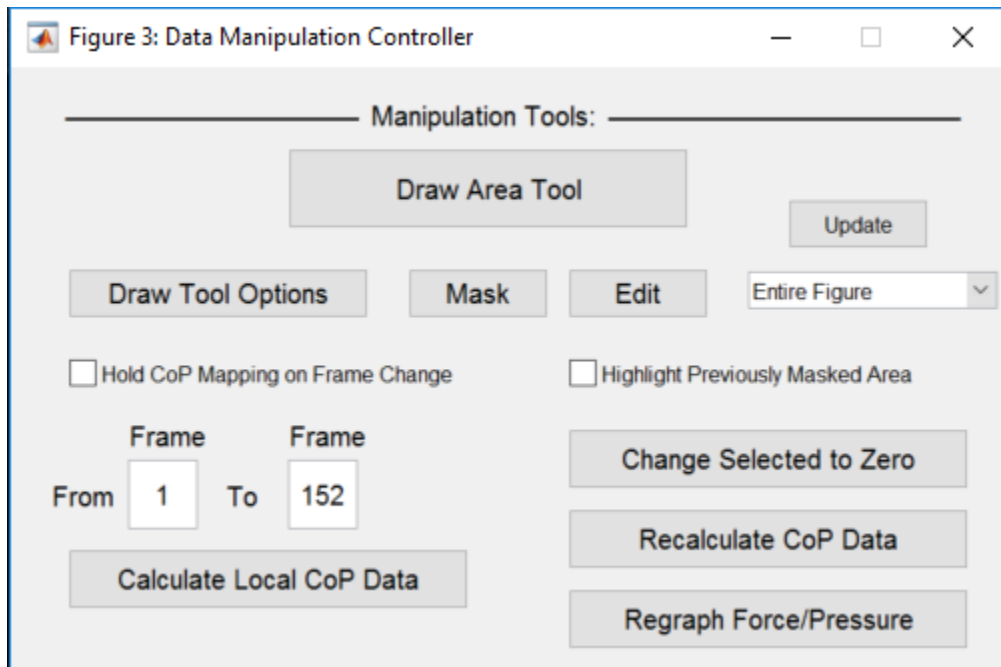 Figure 3: Data Manipulation Controller
Manipulation Tools:
Draw Area Tool
Update
Draw Tool Options
Mask
Edit
Entire Figure
Hold CoP Mapping on Frame Change
Highlight Previously Masked Area
Frame
Frame
From 1 To 152
Change Selected to Zero
Recalculate CoP Data
Calculate Local CoP Data
Regraph Force/Pressure